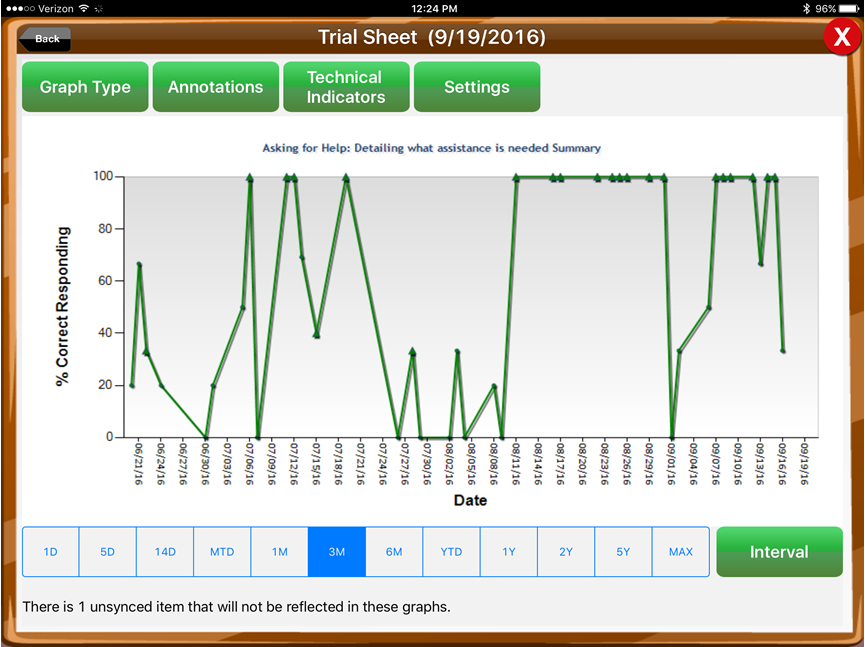 Verizon 12:24 PM 96%
Back Trial Sheet (9/19/2016) X
Graph Type Annotations Technical Indicators Settings
Asking for Help: Detailing what assistance is needed Summary
% Correct Responding
100
80
60
40
20
0
06/21/16 06/24/16 06/27/16 06/30/16 07/03/16 07/06/16 07/09/16 07/12/16 07/15/16 07/18/16 07/21/16 07/24/16 07/27/16 07/30/16 08/02/16 08/05/16 08/08/16 08/11/16 08/14/16 08/17/16 08/20/16 08/23/16 08/26/16 08/29/16 09/01/16 09/04/16 09/07/16 09/10/16 09/13/16 09/16/16 09/19/16
Date
1D 5D 14D MTD 1M 3M 6M YTD 1Y 2Y 5Y MAX Interval
There is 1 unsynced item that will not be reflected in these graphs.